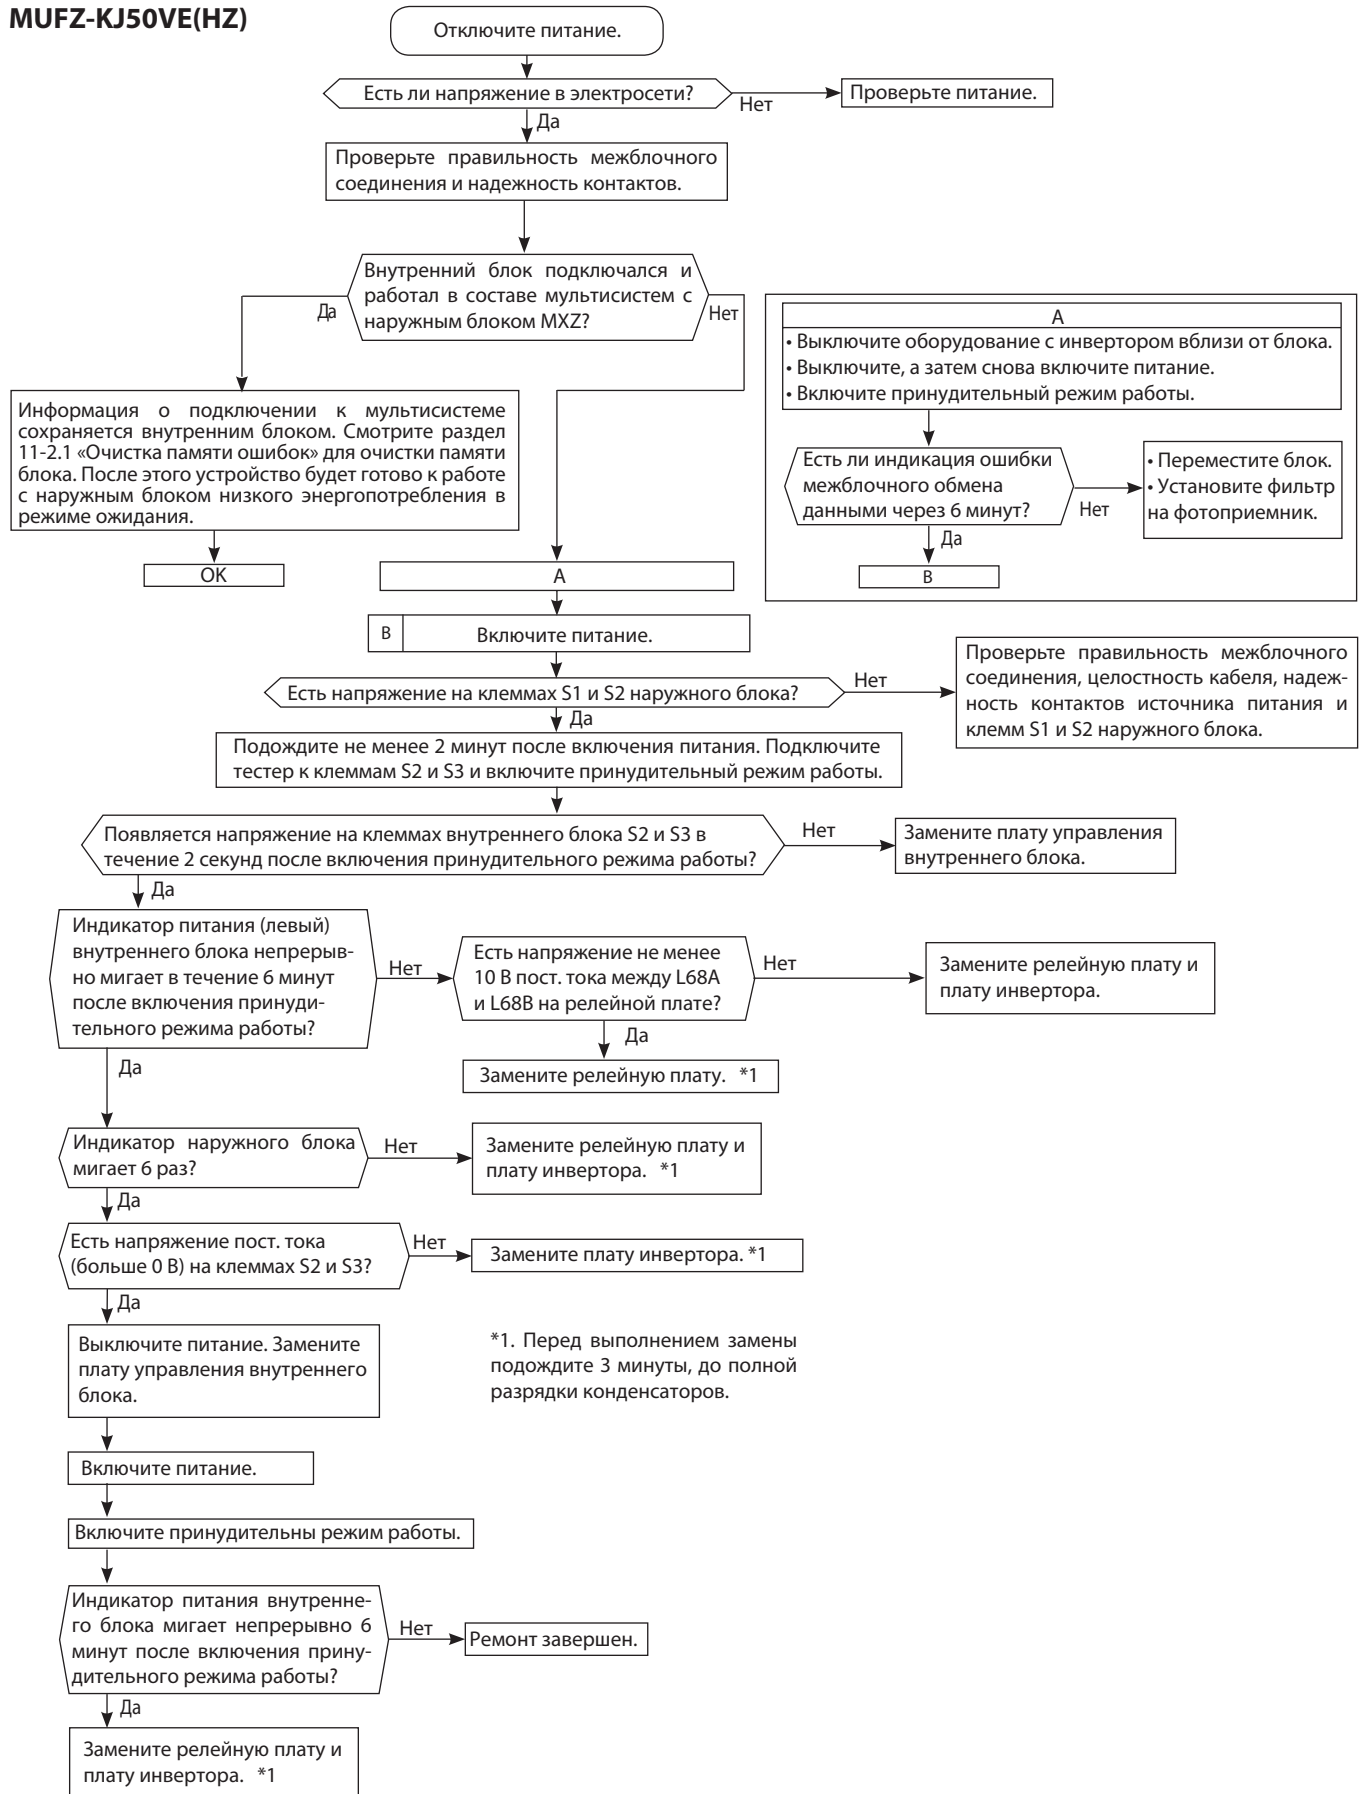 MUFZ-KJ50VE(HZ)
Отключите питание.
Есть ли напряжение в электросети?
Нет
Проверьте питание.
Да
Проверьте правильность межблочного
соединения и надежность контактов.
Внутренний блок подключался и
работал в составе мультисистем с
наружным блоком MXZ?
Да
Нет
Информация о подключении к мультисистеме
сохраняется внутренним блоком. Смотрите раздел
11-2.1 «Очистка памяти ошибок» для очистки памяти
блока. После этого устройство будет готово к работе
с наружным блоком низкого энергопотребления в
режиме ожидания.
OK
A
• Выключите оборудование с инвертором вблизи от блока.
• Выключите, а затем снова включите питание.
• Включите принудительный режим работы.
Есть ли индикация ошибки
межблочного обмена
данными через 6 минут?
Нет
• Переместите блок.
• Установите фильтр
на фотоприемник.
Да
B
A
B
Включите питание.
Есть напряжение на клеммах S1 и S2 наружного блока?
Нет
Проверьте правильность межблочного
соединения, целостность кабеля, надеж-
ность контактов источника питания и
клемм S1 и S2 наружного блока.
Да
Подождите не менее 2 минут после включения питания. Подключите
тестер к клеммам S2 и S3 и включите принудительный режим работы.
Появляется напряжение на клеммах внутреннего блока S2 и S3 в
течение 2 секунд после включения принудительного режима работы?
Нет
Замените плату управления
внутреннего блока.
Да
Индикатор питания (левый)
внутреннего блока непрерыв-
но мигает в течение 6 минут
после включения принуди-
тельного режима работы?
Нет
Есть напряжение не менее
10 В пост. тока между L68A
и L68B на релейной плате?
Нет
Замените релейную плату и
плату инвертора.
Да
Замените релейную плату. *1
Да
Индикатор наружного блока
мигает 6 раз?
Нет
Замените релейную плату и
плату инвертора. *1
Да
Есть напряжение пост. тока
(больше 0 В) на клеммах S2 и S3?
Нет
Замените плату инвертора. *1
Да
Выключите питание. Замените
плату управления внутреннего
блока.
*1. Перед выполнением замены
подождите 3 минуты, до полной
разрядки конденсаторов.
Включите питание.
Включите принудительны режим работы.
Индикатор питания внутренне-
го блока мигает непрерывно 6
минут после включения прину-
дительного режима работы?
Нет
Ремонт завершен.
Да
Замените релейную плату и
плату инвертора. *1